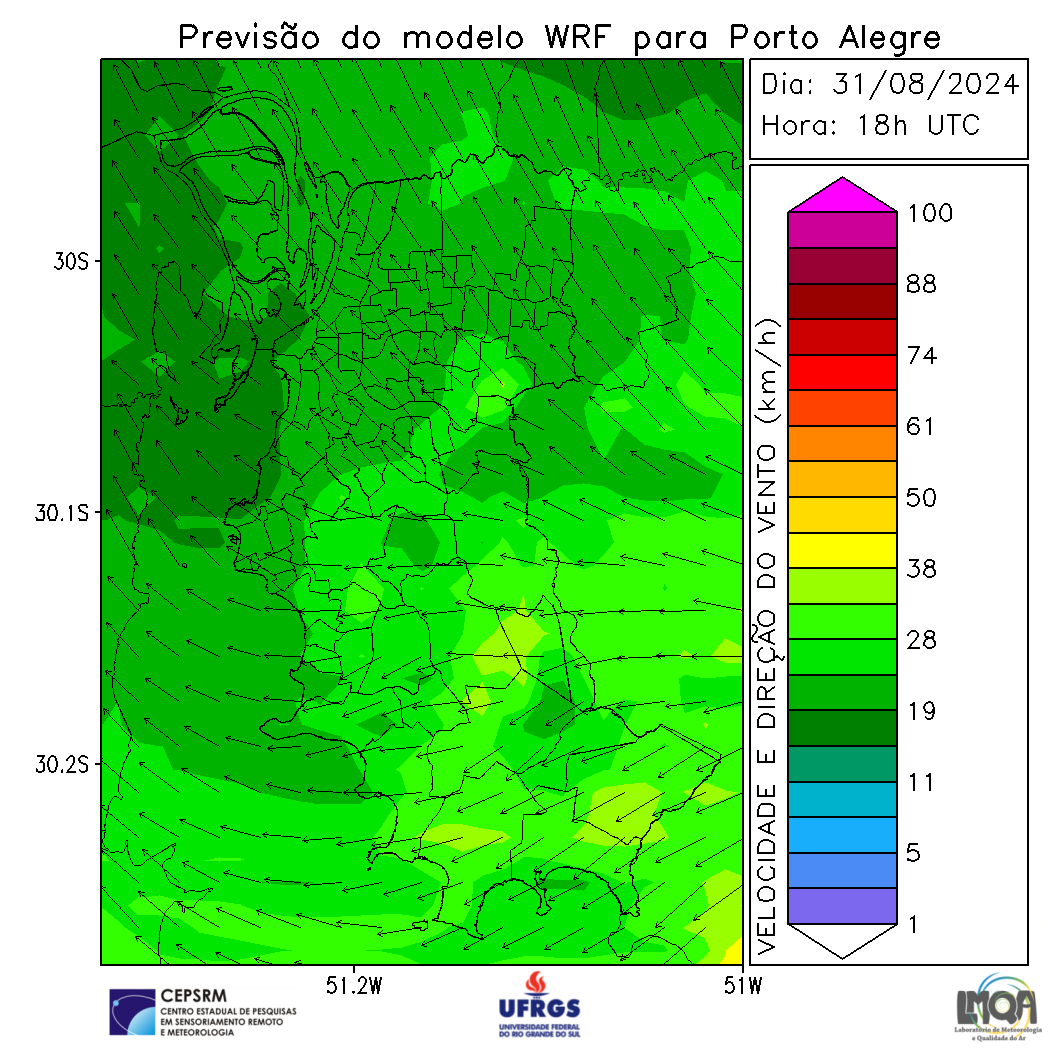 Previsão do modelo WRF para Porto Alegre
Dia: 31/08/2024
Hora: 18h UTC
30S
30.1S
30.2S
51.2W
51W
VELOCIDADE E DIREÇÃO DO VENTO (km/h)
100
88
74
61
50
38
28
19
11
5
1
CEPSRM
CENTRO ESTADUAL DE PESQUISAS
EM SENSORIAMENTO REMOTO
E METEOROLOGIA
UFRGS
UNIVERSIDADE FEDERAL
DO RIO GRANDE DO SUL
LMQA
Laboratório de Meteorologia
e Qualidade do Ar